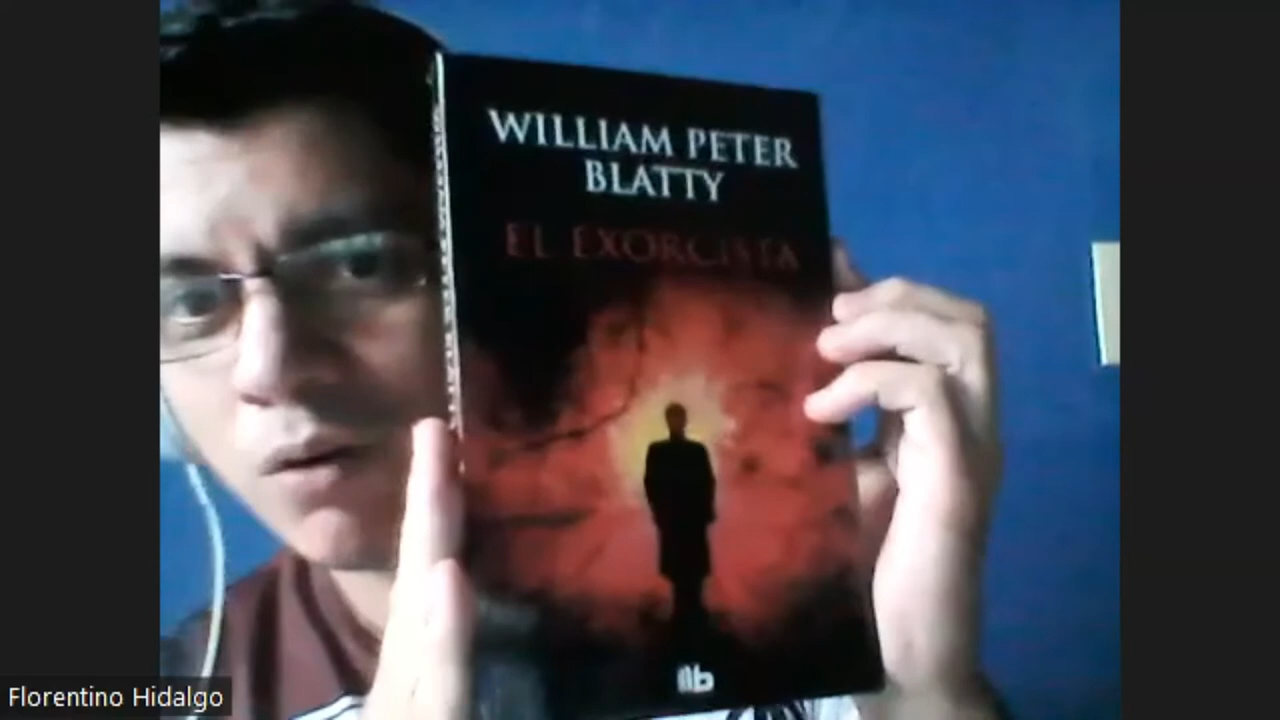 WILLIAM PETER
BLATTY
EL EXORCISTA
b
Florentino Hidalgo